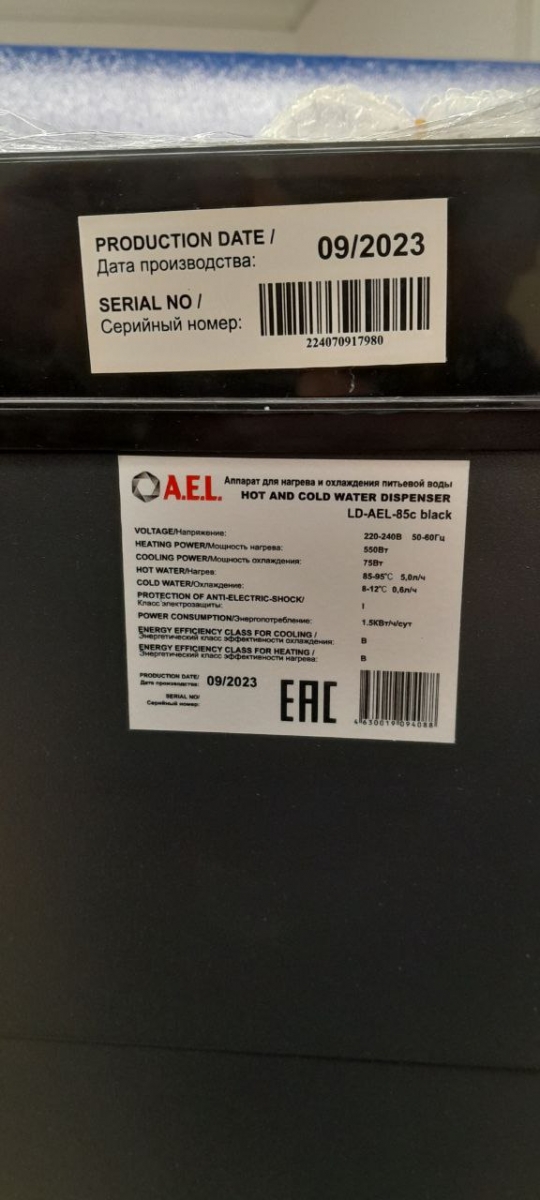 PRODUCTION DATE / 09/2023
Дата производства:
SERIAL NO /
Серийный номер:
224070917980
A.E.L. Аппарат для нагрева и охлаждения питьевой воды
HOT AND COLD WATER DISPENSER
LD-AEL-85c black
VOLTAGE/Напряжение: 220-240В 50-60Гц
HEATING POWER/Мощность нагрева: 550Вт
COOLING POWER/Мощность охлаждения: 75Вт
HOT WATER/Нагрев: 85-95℃ 5,0л/ч
COLD WATER/Охлаждение: 8-12℃ 0,6л/ч
PROTECTION OF ANTI-ELECTRIC-SHOCK/
Класс электрозащиты: I
POWER CONSUMPTION/Энергопотребление: 1.5КВт/ч/сут
ENERGY EFFICIENCY CLASS FOR COOLING /
Энергетический класс эффективности охлаждения: B
ENERGY EFFICIENCY CLASS FOR HEATING /
Энергетический класс эффективности нагрева: B
PRODUCTION DATE/
Дата производства: 09/2023
SERIAL NO/
Серийный номер:
EAC
4630019094088